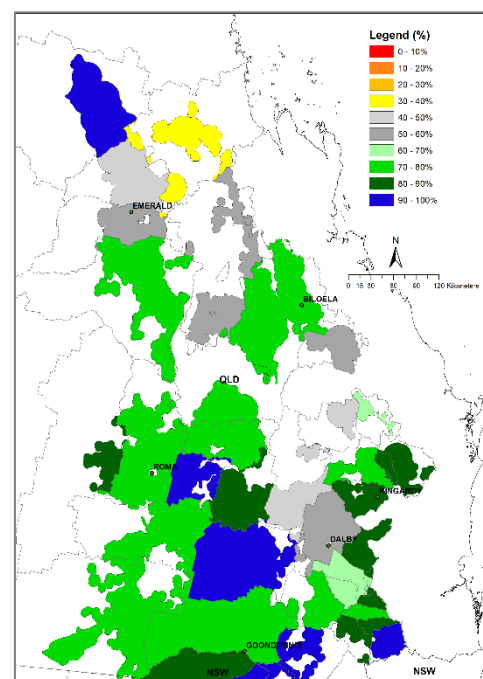 Legend (%)
0 - 10%
10 - 20%
20 - 30%
30 - 40%
40 - 50%
50 - 60%
60 - 70%
70 - 80%
80 - 90%
90 - 100%
EMERALD
N
0 15 30 60 90 120 Kilometers
BILOELA
QLD
ROMA
KINGAROY
DALBY
GOONDIWINDI
NSW
NSW